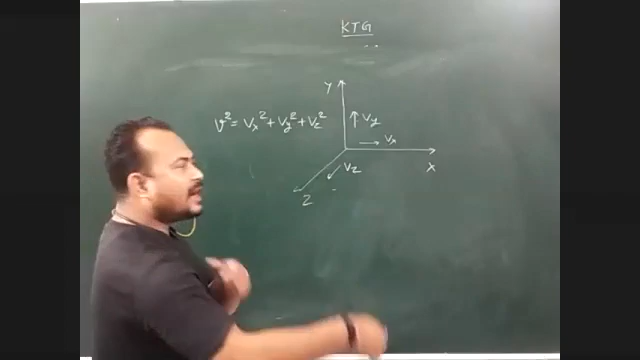 KTG
Y
v² = Vx² + Vy² + Vz²
Vy
Vx
X
Vz
Z